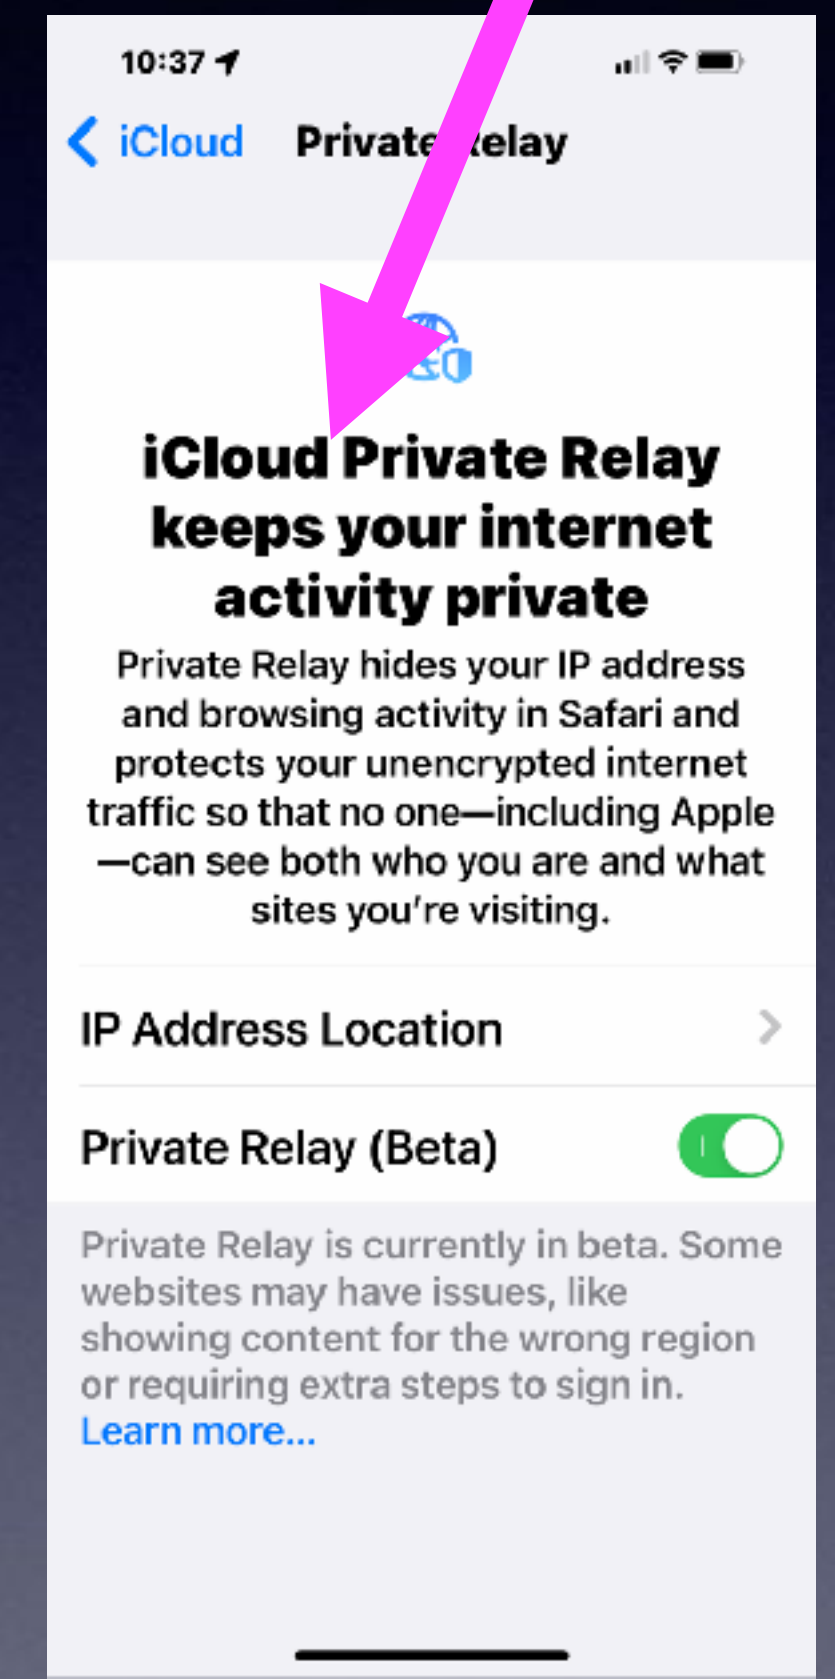 10:37
iCloud Private Relay
iCloud Private Relay
keeps your internet
activity private
Private Relay hides your IP address
and browsing activity in Safari and
protects your unencrypted internet
traffic so that no one—including Apple
—can see both who you are and what
sites you're visiting.
IP Address Location
Private Relay (Beta)
Private Relay is currently in beta. Some
websites may have issues, like
showing content for the wrong region
or requiring extra steps to sign in.
Learn more...